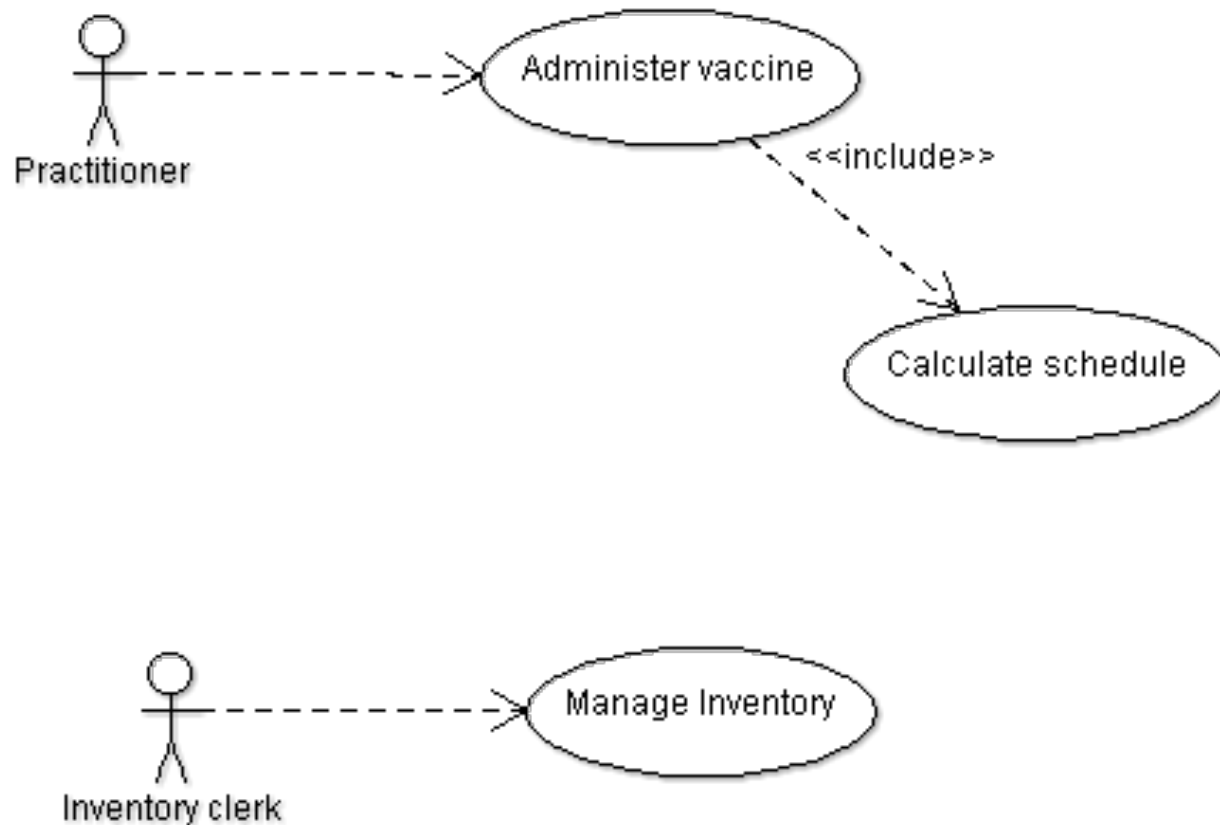 Administer vaccine
Practitioner
<<include>>
Calculate schedule
Manage Inventory
Inventory clerk